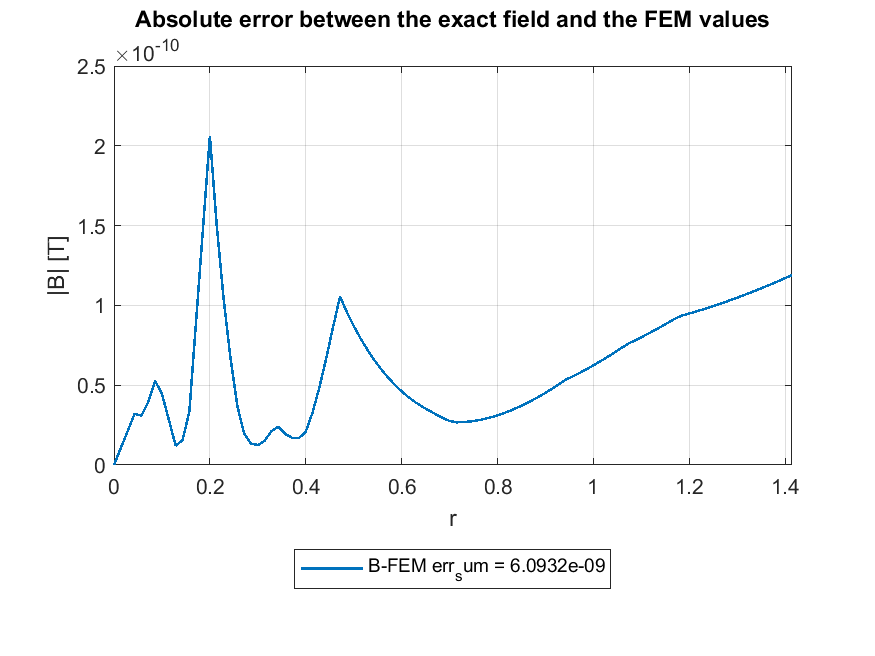 Absolute error between the exact field and the FEM values
×10-10
2.5
2
1.5
1
0.5
0
|B| [T]
0 0.2 0.4 0.6 0.8 1 1.2 1.4
r
B-FEM errsum = 6.0932e-09